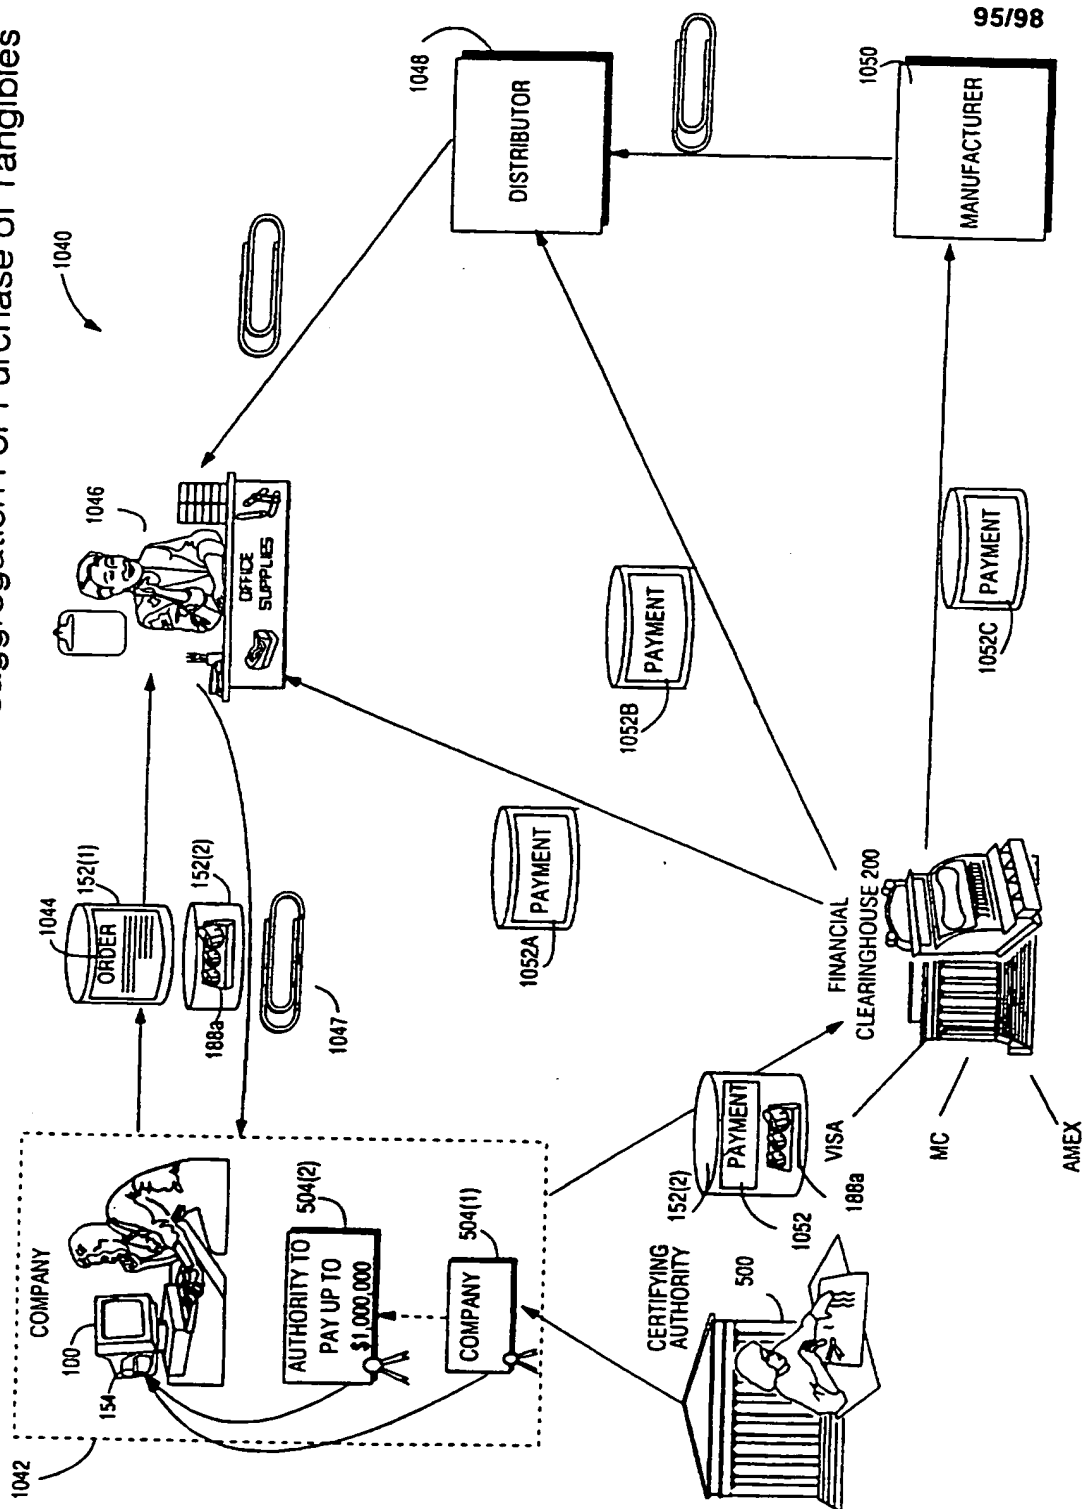 95/98
For Purchase of Tangibles
1040
1042
COMPANY
100
154
AUTHORITY TO
PAY UP TO
$1,000,000
504(2)
COMPANY
504(1)
1044
ORDER
152(1)
188a
152(2)
1047
1046
OFFICE
SUPPLIES
1048
DISTRIBUTOR
1050
MANUFACTURER
CERTIFYING
AUTHORITY
500
152(2)
PAYMENT
1052
188a
FINANCIAL
CLEARINGHOUSE 200
VISA
MC
AMEX
PAYMENT
1052A
PAYMENT
1052B
PAYMENT
1052C